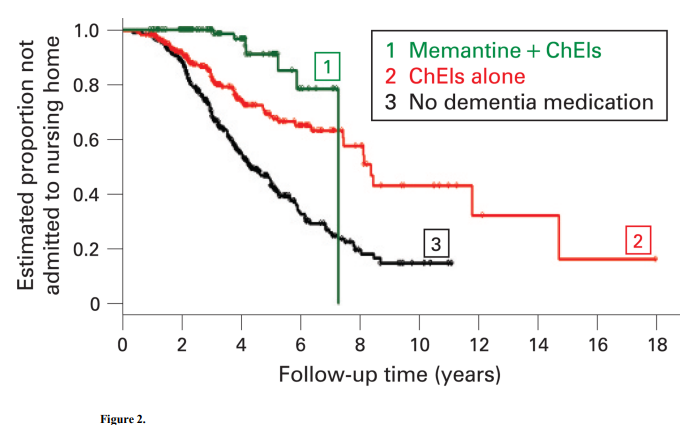 Estimated proportion not
admitted to nursing home
1.0
0.8
0.6
0.4
0.2
0
1 Memantine + ChEIs
2 ChEIs alone
3 No dementia medication
1
2
3
0 2 4 6 8 10 12 14 16 18
Follow-up time (years)
Figure 2.